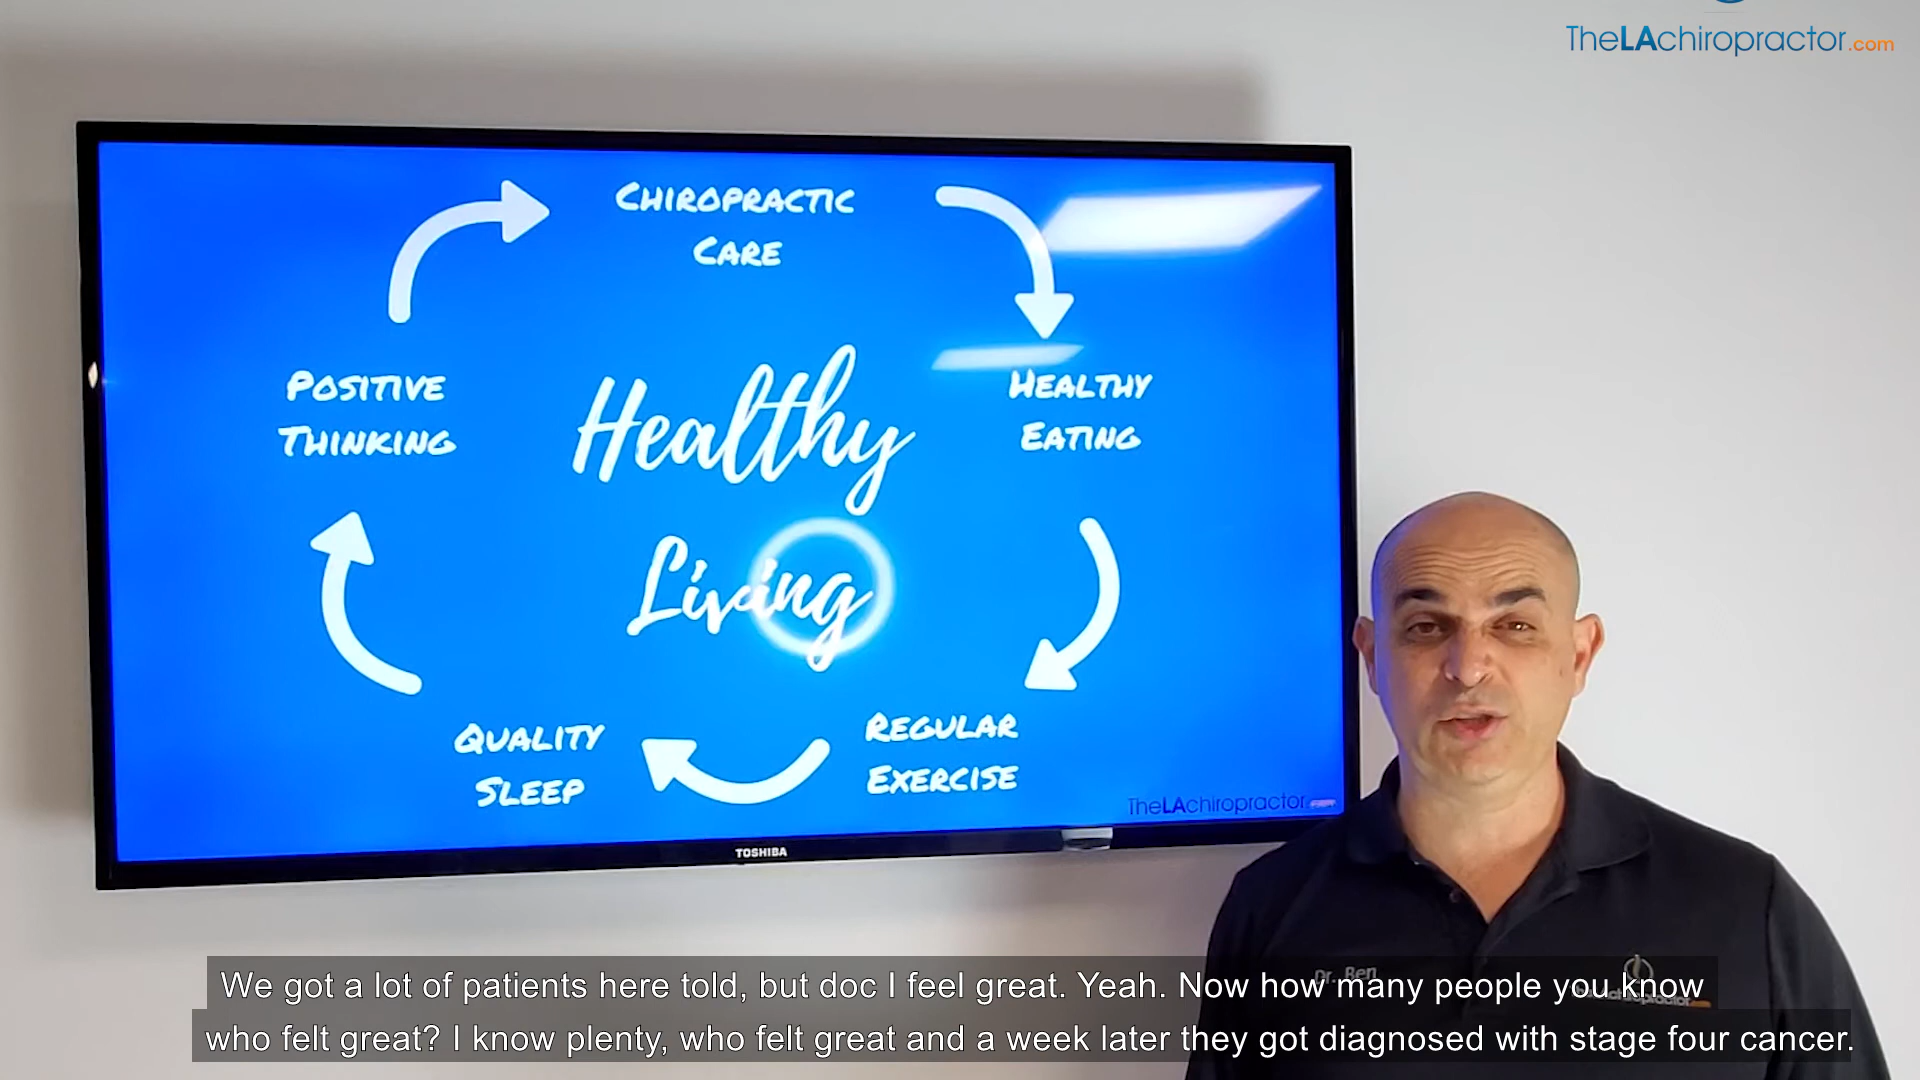 TheLAchiropractor.com
CHIROPRACTIC
CARE
POSITIVE
THINKING
HEALTHY
EATING
Healthy
Living
QUALITY
SLEEP
REGULAR
EXERCISE
TheLAchiropractor
TOSHIBA
Dr. Ben
We got a lot of patients here told, but doc I feel great. Yeah. Now how many people you know
who felt great? I know plenty, who felt great and a week later they got diagnosed with stage four cancer.